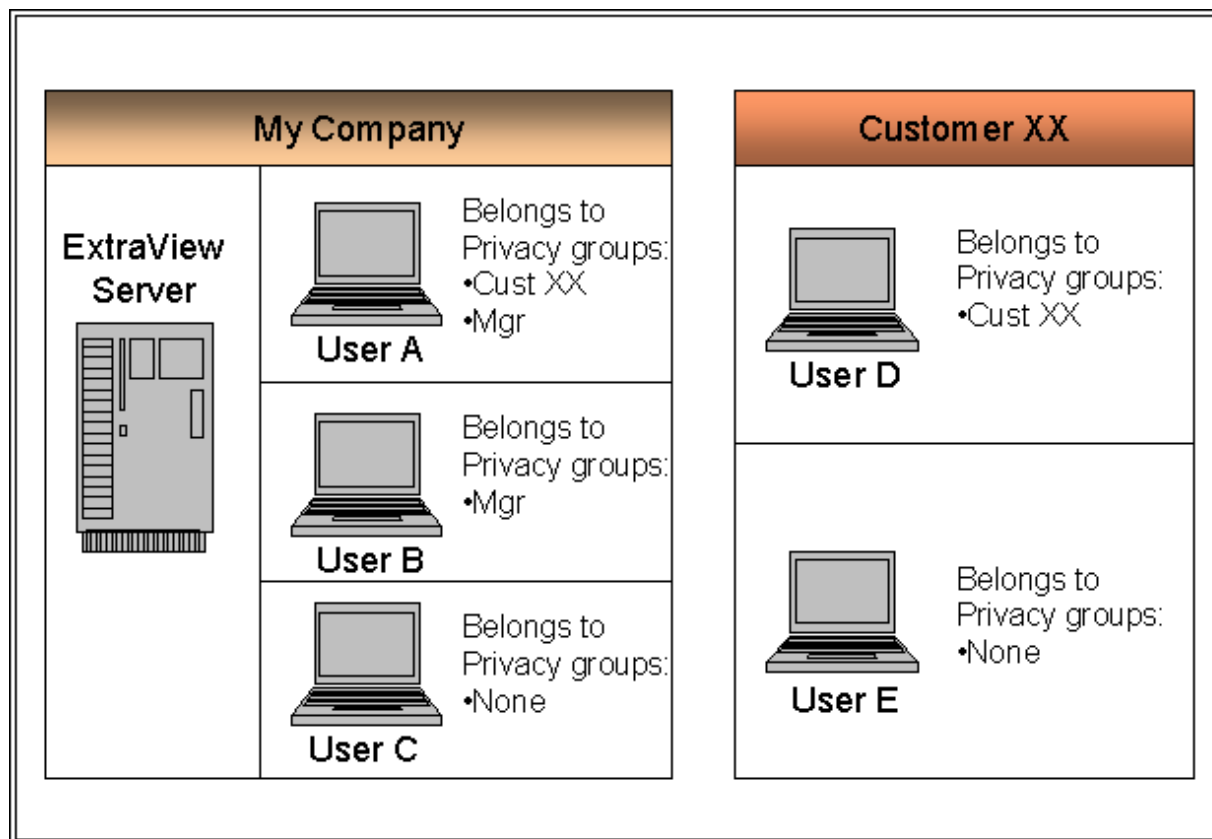 My Company
ExtraView
Server
Belongs to
Privacy groups:
•Cust XX
•Mgr
User A
Belongs to
Privacy groups:
•Mgr
User B
Belongs to
Privacy groups:
•None
User C
Customer XX
Belongs to
Privacy groups:
•Cust XX
User D
Belongs to
Privacy groups:
•None
User E